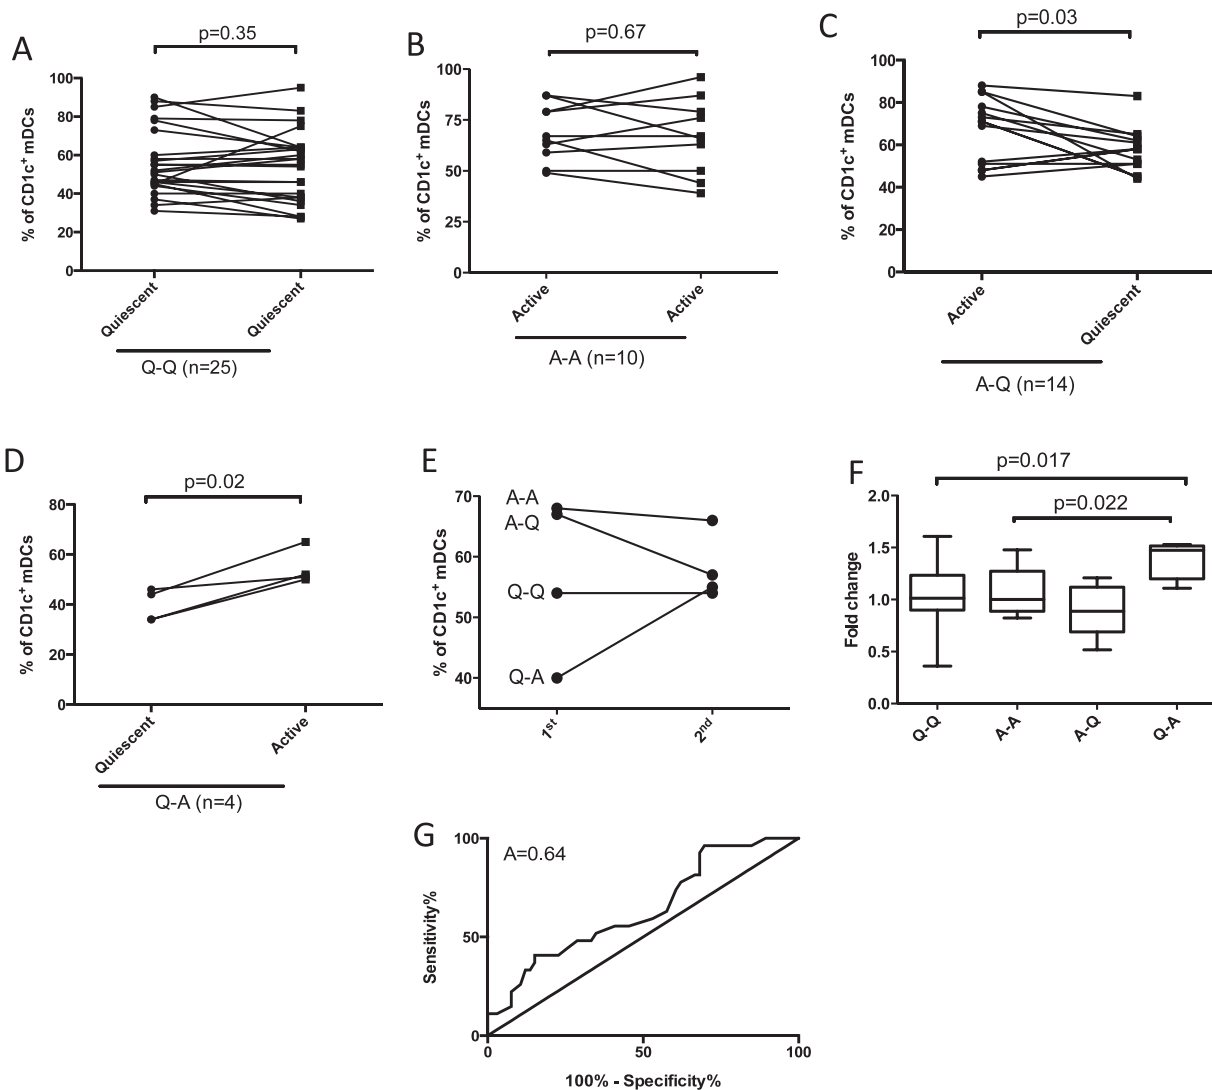 A
p=0.35
% of CD1c⁺ mDCs
100
80
60
40
20
0
Quiescent
Quiescent
Q-Q (n=25)
B
p=0.67
% of CD1c⁺ mDCs
100
75
50
25
0
Active
Active
A-A (n=10)
C
p=0.03
% of CD1c⁺ mDCs
100
80
60
40
20
0
Active
Quiescent
A-Q (n=14)
D
p=0.02
% of CD1c⁺ mDCs
80
60
40
20
0
Quiescent
Active
Q-A (n=4)
E
% of CD1c⁺ mDCs
70
60
50
40
A-A
A-Q
Q-Q
Q-A
1ˢᵗ
2ⁿᵈ
F
p=0.017
p=0.022
Fold change
2.0
1.5
1.0
0.5
0.0
Q-Q
A-A
A-Q
Q-A
G
A=0.64
Sensitivity%
100
50
0
0
50
100
100% - Specificity%